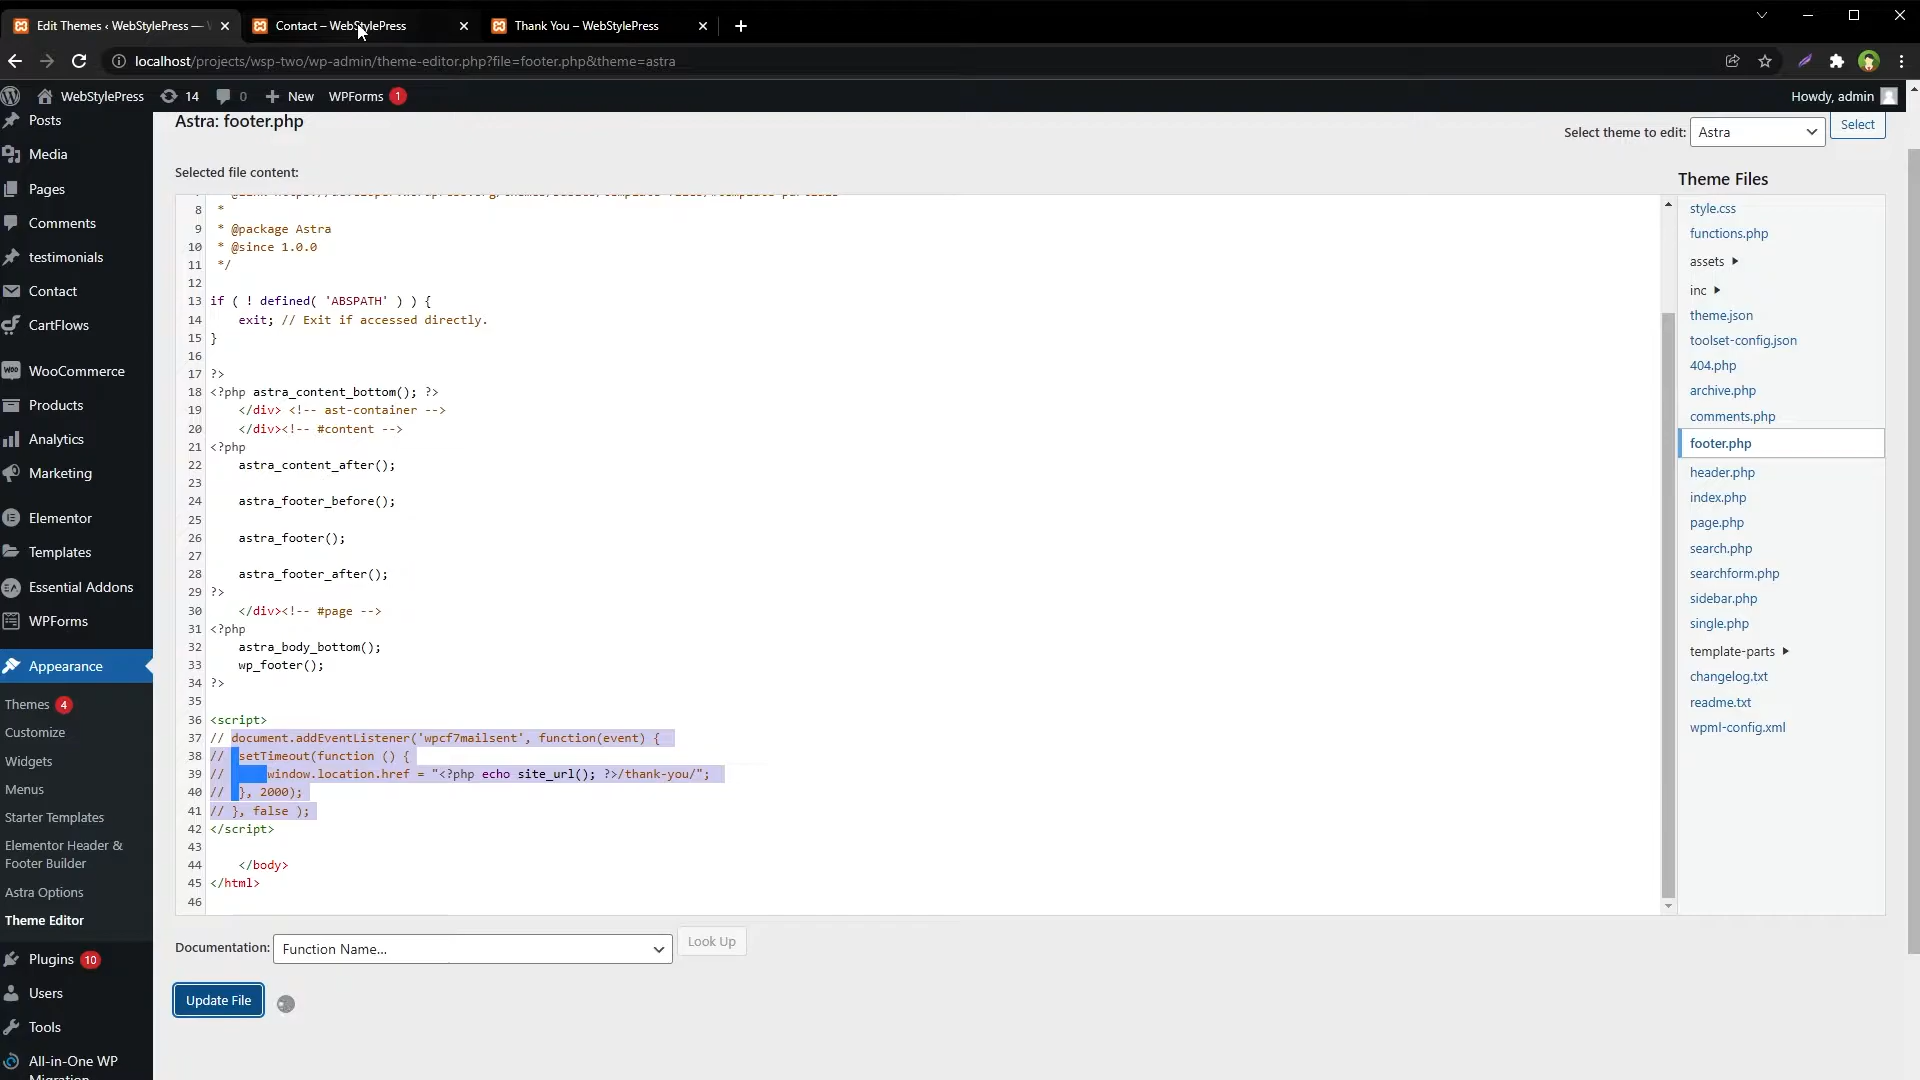 Edit Themes ‹ WebStylePress —
Contact – WebStylePress
Thank You – WebStylePress
localhost/projects/wsp-two/wp-admin/theme-editor.php?file=footer.php&theme=astra
WebStylePress
14
0
New
WPForms 1
Howdy, admin
Posts
Media
Pages
Comments
testimonials
Contact
CartFlows
WooCommerce
Products
Analytics
Marketing
Elementor
Templates
Essential Addons
WPForms
Appearance
Themes 4
Customize
Widgets
Menus
Starter Templates
Elementor Header &
Footer Builder
Astra Options
Theme Editor
Plugins 10
Users
Tools
All-in-One WP
Migration
Astra: footer.php
Select theme to edit: Astra Select
Selected file content:
8 *
9 * @package Astra
10 * @since 1.0.0
11 */
12
13 if ( ! defined( 'ABSPATH' ) ) {
14 exit; // Exit if accessed directly.
15 }
16
17 ?>
18 <?php astra_content_bottom(); ?>
19 </div> <!-- ast-container -->
20 </div><!-- #content -->
21 <?php
22 astra_content_after();
23
24 astra_footer_before();
25
26 astra_footer();
27
28 astra_footer_after();
29 ?>
30 </div><!-- #page -->
31 <?php
32 astra_body_bottom();
33 wp_footer();
34 ?>
35
36 <script>
37 // document.addEventListener('wpcf7mailsent', function(event) {
38 // setTimeout(function () {
39 // window.location.href = "<?php echo site_url(); ?>/thank-you/";
40 // }, 2000);
41 // }, false );
42 </script>
43
44 </body>
45 </html>
46
Documentation: Function Name... Look Up
Update File
Theme Files
style.css
functions.php
assets
inc
theme.json
toolset-config.json
404.php
archive.php
comments.php
footer.php
header.php
index.php
page.php
search.php
searchform.php
sidebar.php
single.php
template-parts
changelog.txt
readme.txt
wpml-config.xml